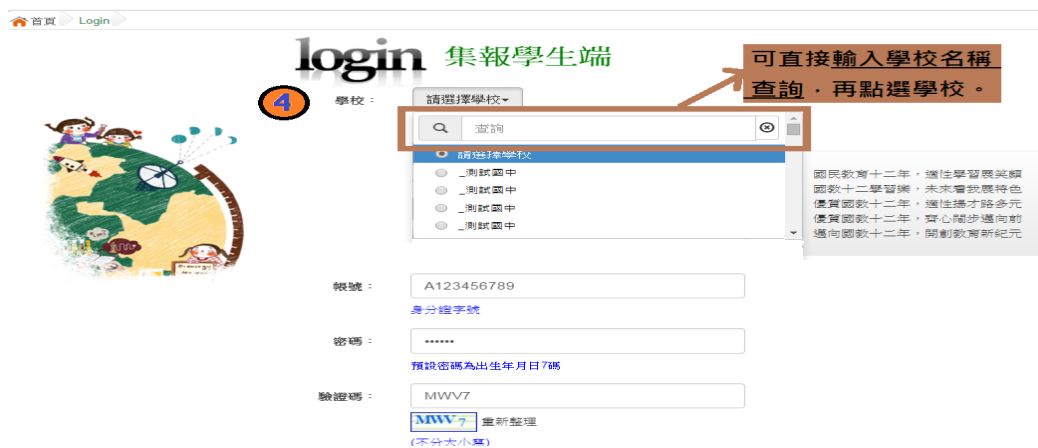 首頁 Login
login 集報學生端
可直接輸入學校名稱
查詢，再點選學校。
4
學校：
請選擇學校
查詢
請選擇學校
_測試國中
_測試國中
_測試國中
_測試國中
國民教育十二年，適性學習展笑顏
國教十二學習樂，未來看我展特色
優質國教十二年，適性揚才路多元
優質國教十二年，齊心闊步邁向前
邁向國教十二年，開創教育新紀元
帳號：
A123456789
身分證字號
密碼：
••••••
預設密碼為出生年月日7碼
驗證碼：
MWV7
MWV7 重新整理
(不分大小寫)